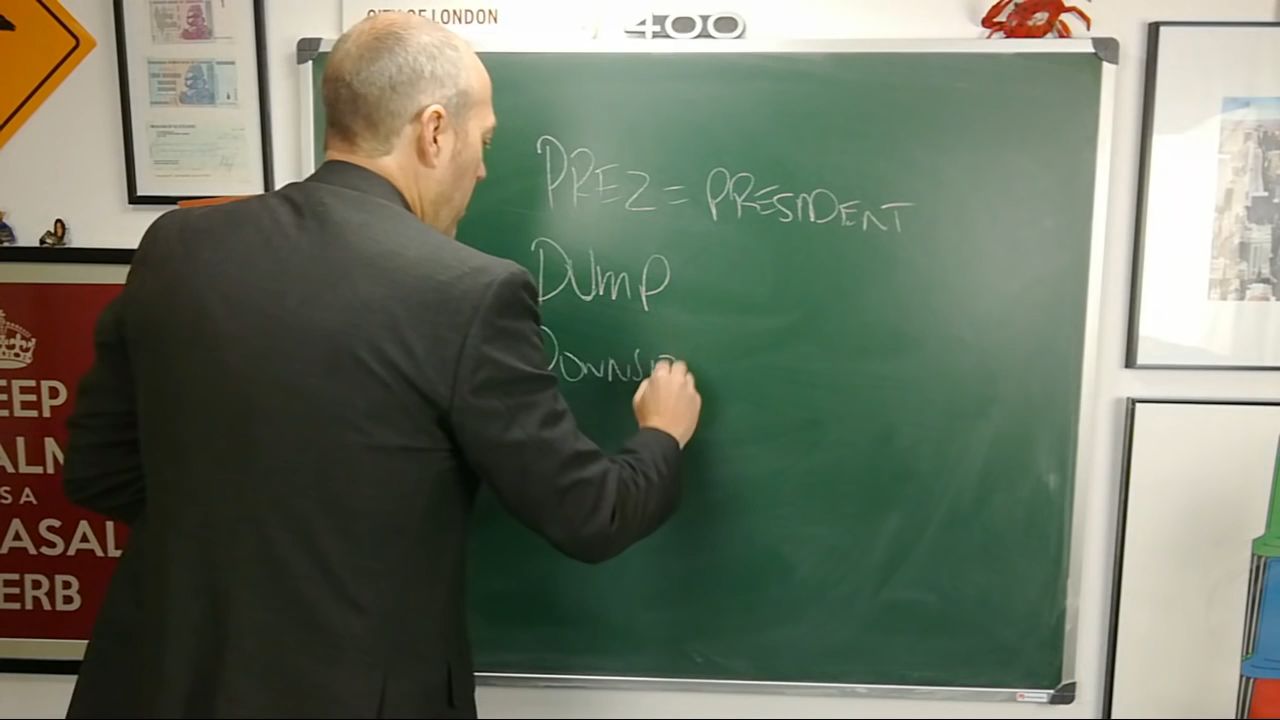 CITY OF LONDON
400
PREZ = PRESIDENT
DUMP
EEP
ALM
S A
ASAL
ERB